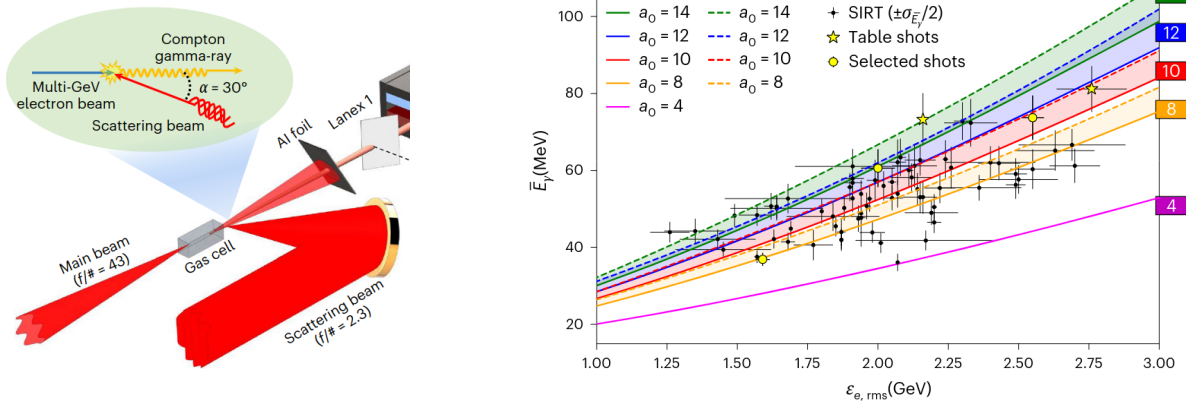 Compton
gamma-ray
Multi-GeV
electron beam
α = 30°
Scattering beam
Al foil
Lanex 1
Gas cell
Main beam
(f/# = 43)
Scattering beam
(f/# = 2.3)
a₀ = 14
a₀ = 12
a₀ = 10
a₀ = 8
a₀ = 4
a₀ = 14
a₀ = 12
a₀ = 10
a₀ = 8
SIRT (±σ_E̅γ/2)
Table shots
Selected shots
12
10
8
4
100
80
60
40
20
E̅γ(MeV)
1.00 1.25 1.50 1.75 2.00 2.25 2.50 2.75 3.00
εe, rms(GeV)